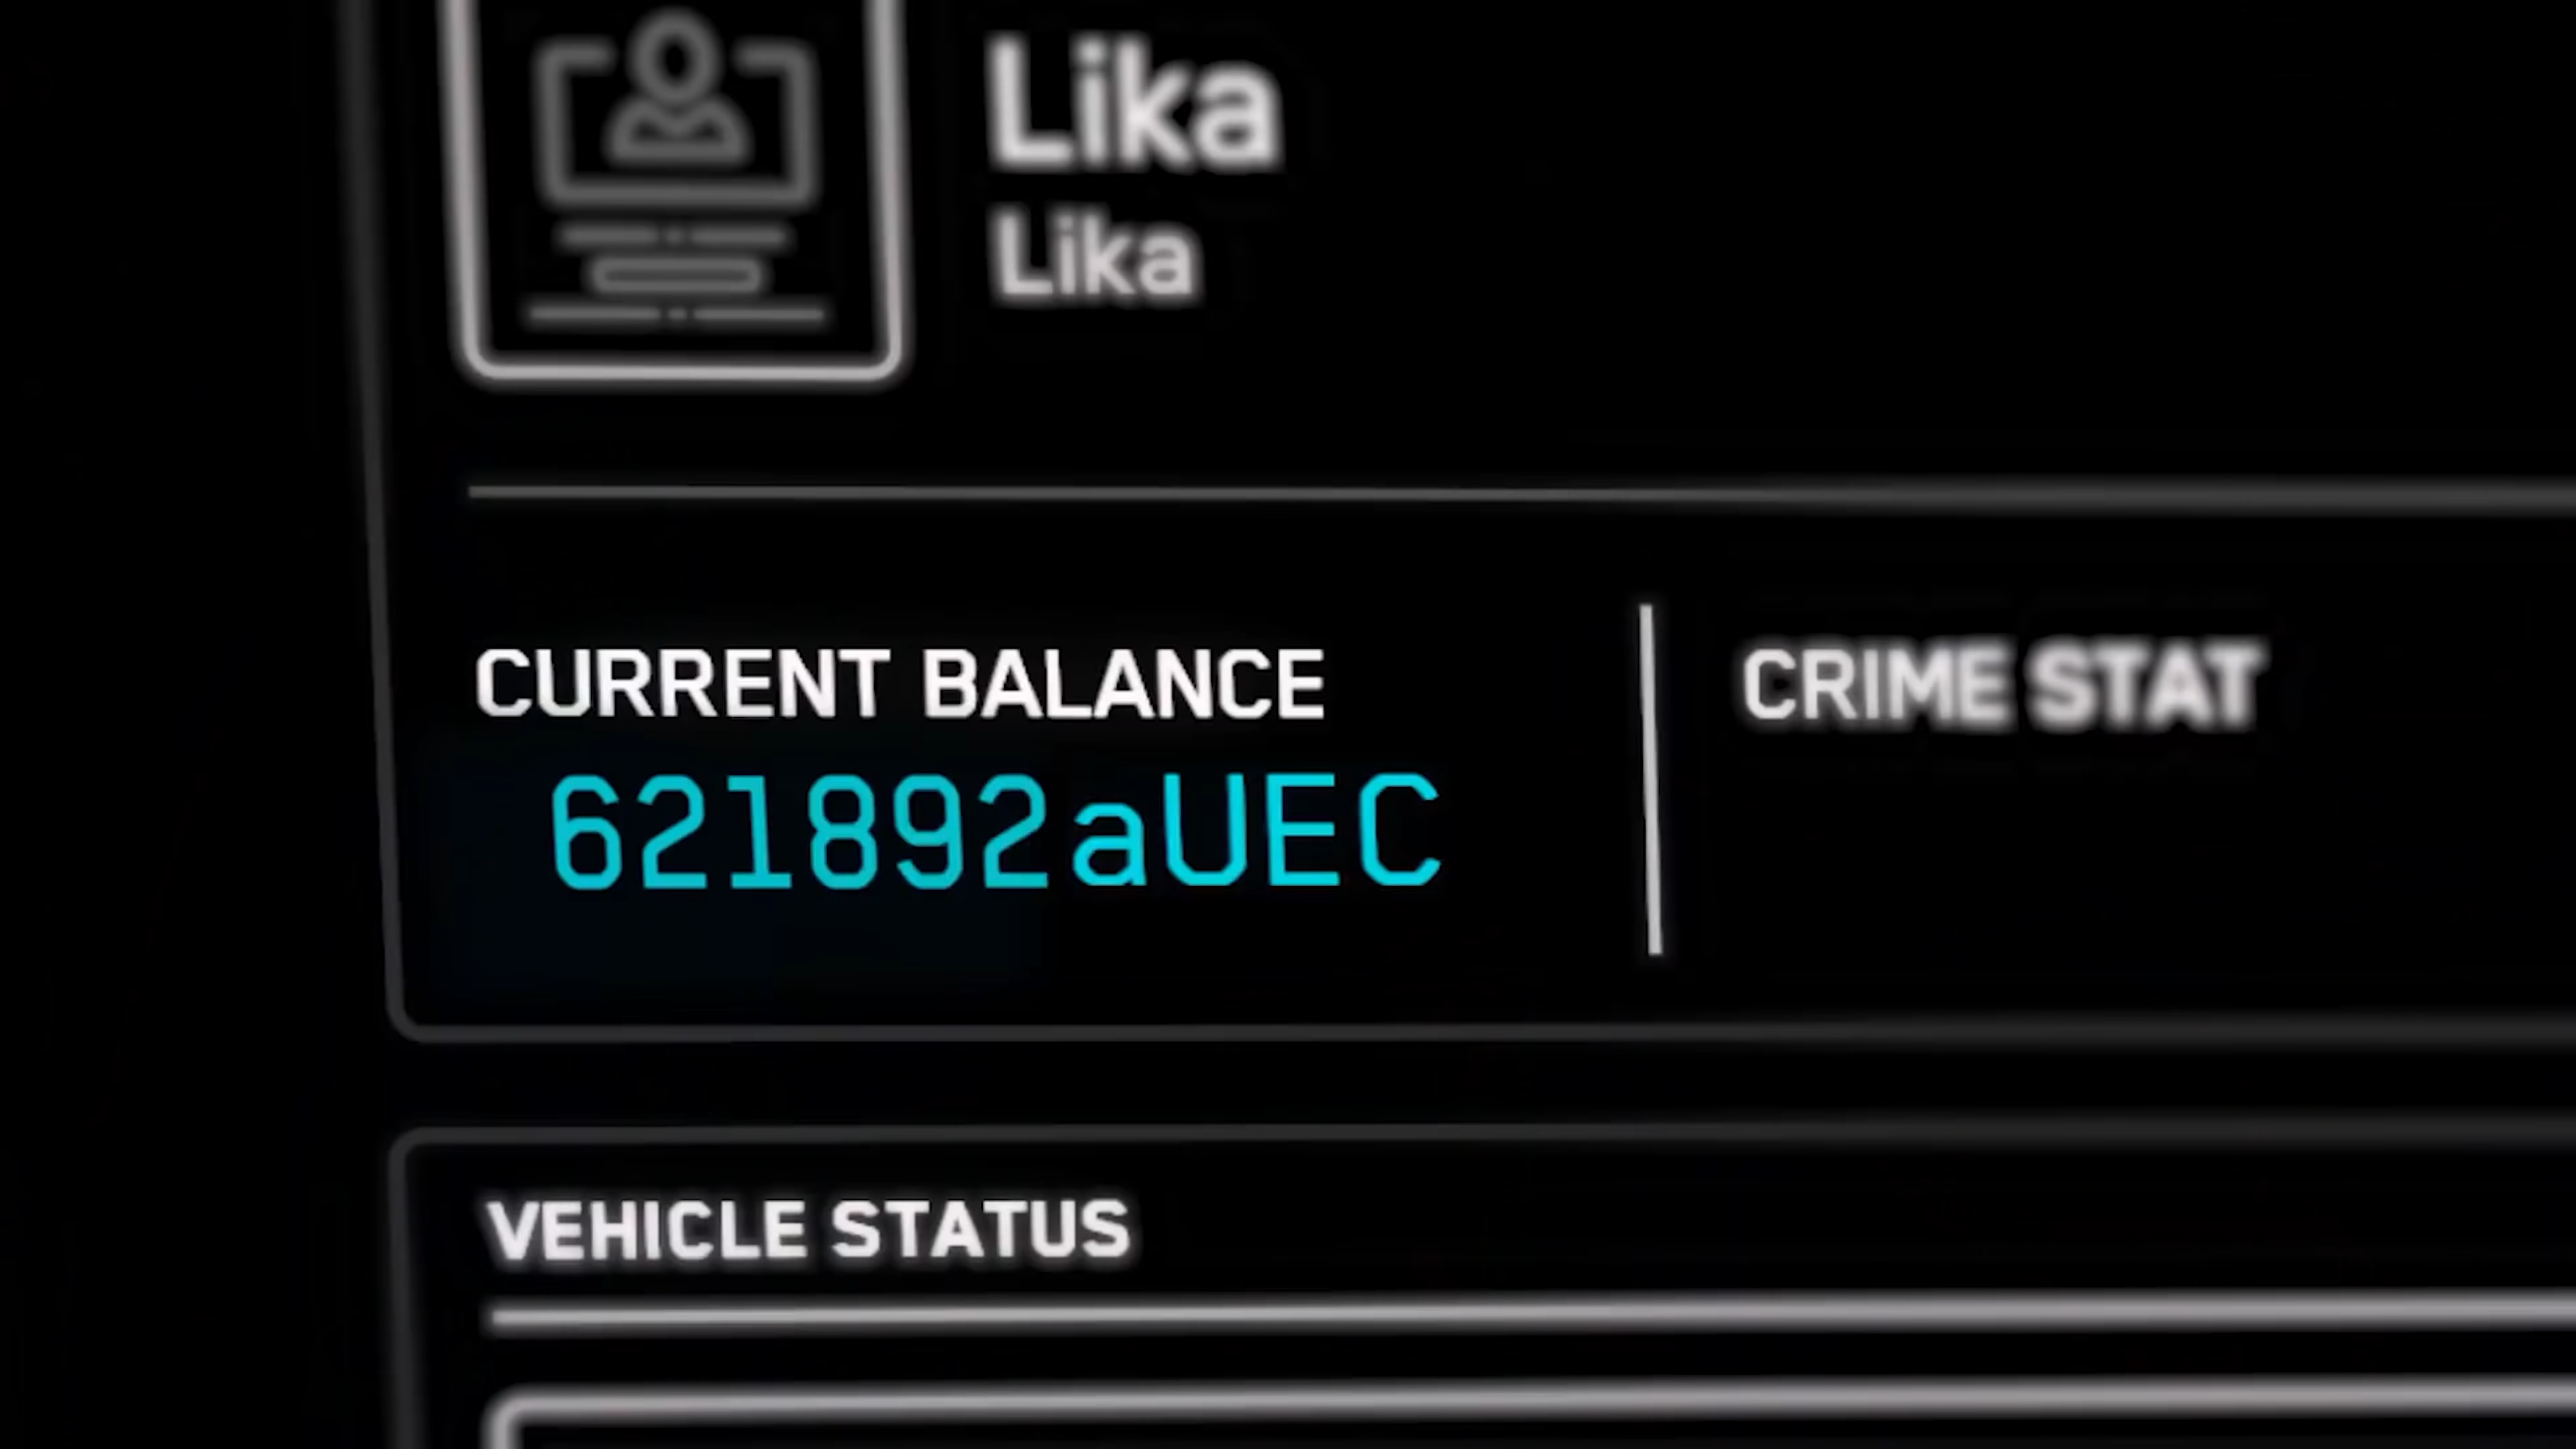 Lika
Lika
CURRENT BALANCE
CRIME STAT
621892aUEC
VEHICLE STATUS